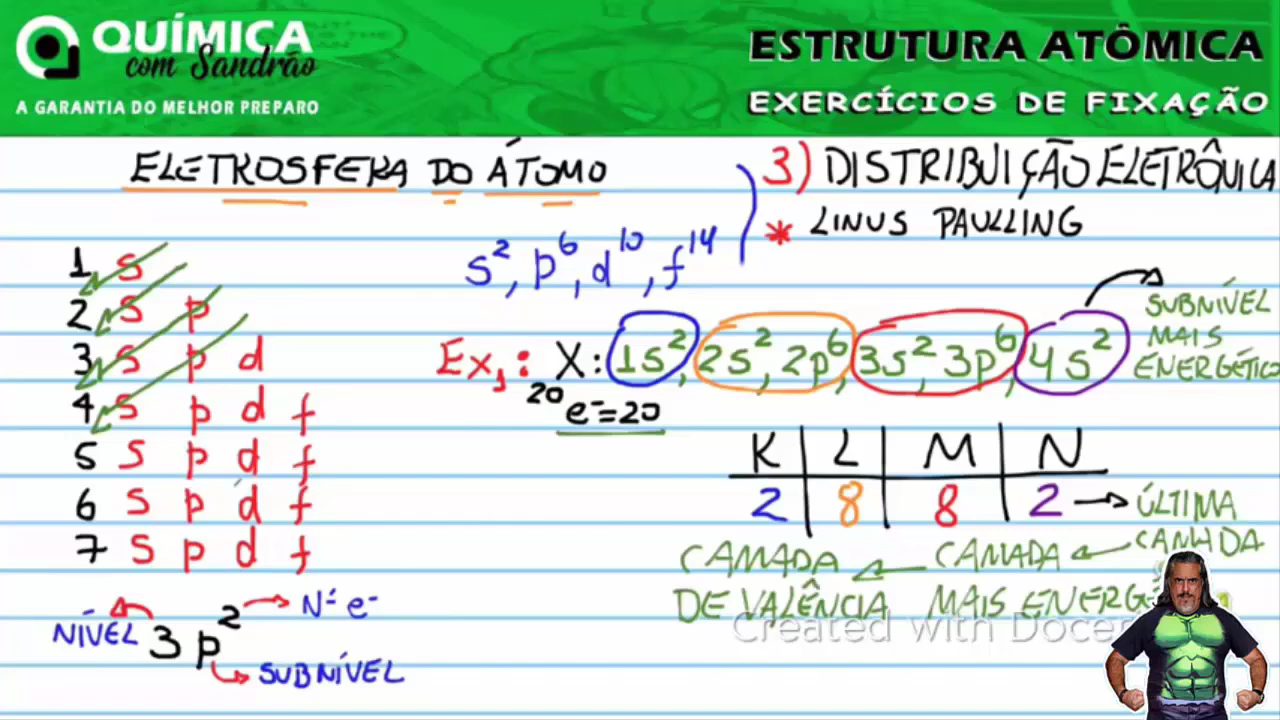 QUÍMICA
com Sandrão
A GARANTIA DO MELHOR PREPARO
ESTRUTURA ATÔMICA
EXERCÍCIOS DE FIXAÇÃO
ELETROSFERA DO ÁTOMO
1 s
2 s p
3 s p d
4 s p d f
5 s p d f
6 s p d f
7 s p d f
NÍVEL 3p² Nº e⁻
SUBNÍVEL
s², p⁶, d¹⁰, f¹⁴
3) DISTRIBUIÇÃO ELETRÔNICA
* LINUS PAULLING
Ex₁: ₂₀X: 1s², 2s², 2p⁶, 3s², 3p⁶, 4s²
e⁻=20
SUBNÍVEL
MAIS
ENERGÉTICO
K L M N
2 8 8 2
ÚLTIMA
CAMADA
CAMADA
MAIS
CAMADA
DE VALÊNCIA
Created with